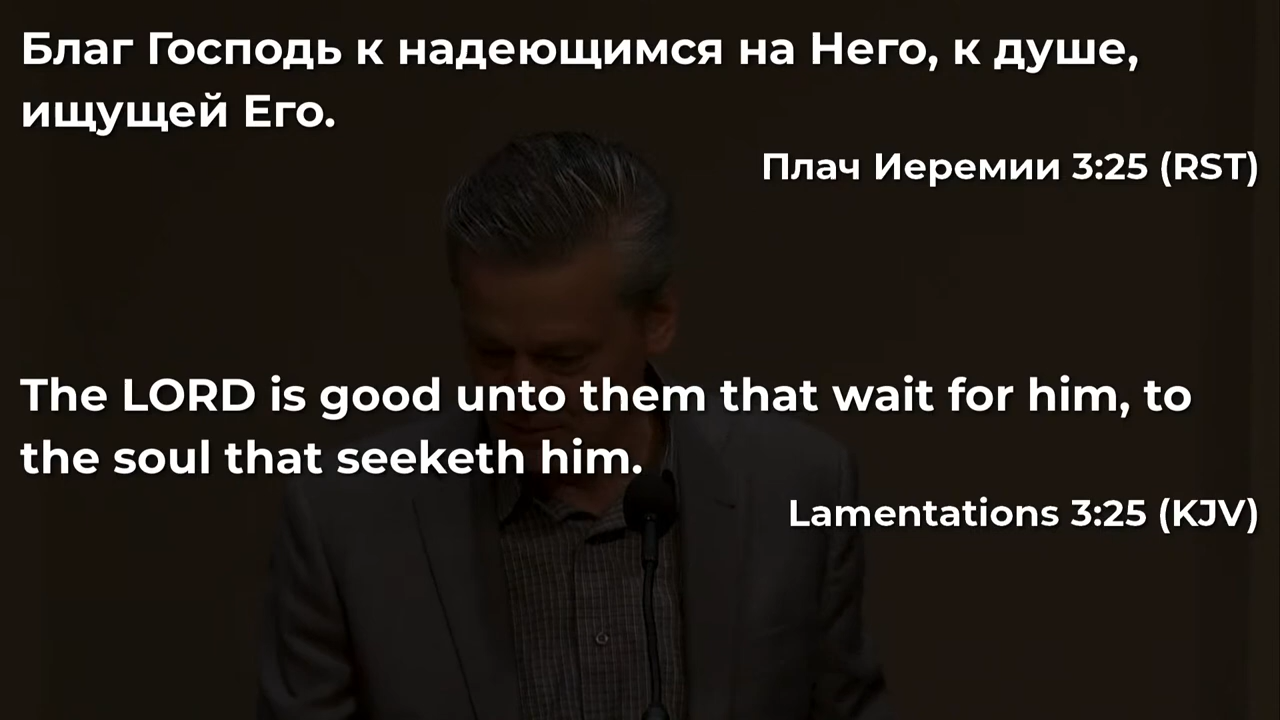 Благ Господь к надеющимся на Него, к душе,
ищущей Его.
Плач Иеремии 3:25 (RST)
The LORD is good unto them that wait for him, to
the soul that seeketh him.
Lamentations 3:25 (KJV)